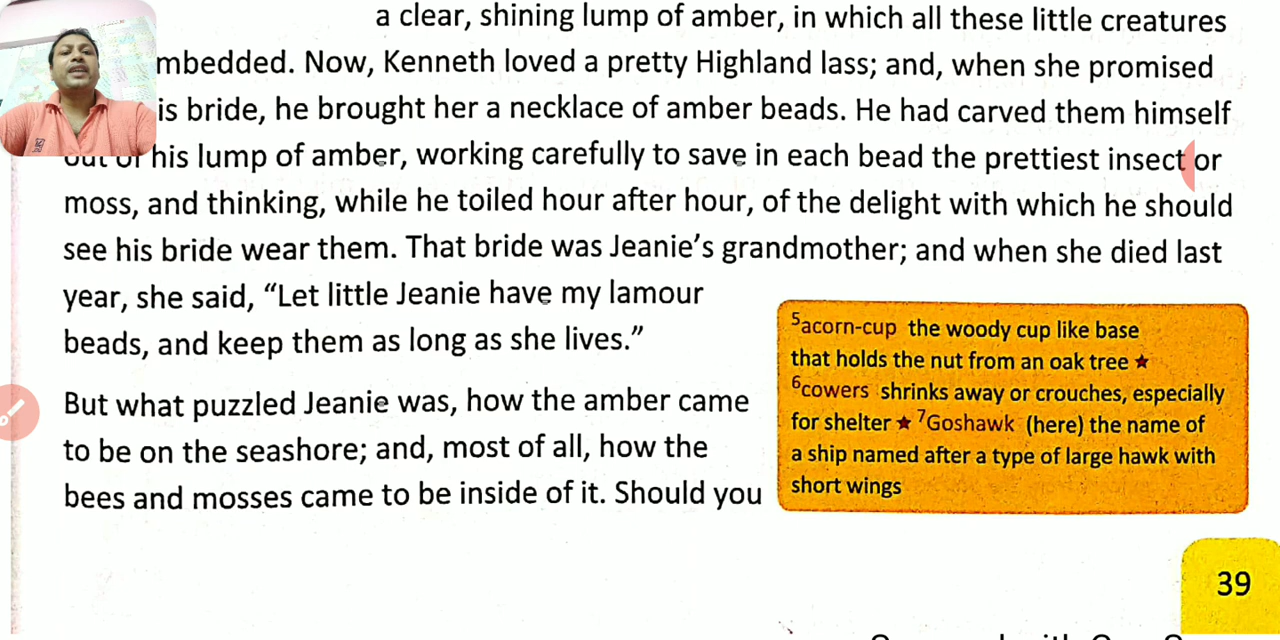 a clear, shining lump of amber, in which all these little creatures
mbedded. Now, Kenneth loved a pretty Highland lass; and, when she promised
is bride, he brought her a necklace of amber beads. He had carved them himself
out of his lump of amber, working carefully to save in each bead the prettiest insect or
moss, and thinking, while he toiled hour after hour, of the delight with which he should
see his bride wear them. That bride was Jeanie's grandmother; and when she died last
year, she said, “Let little Jeanie have my lamour
beads, and keep them as long as she lives.”
But what puzzled Jeanie was, how the amber came
to be on the seashore; and, most of all, how the
bees and mosses came to be inside of it. Should you
⁵acorn-cup the woody cup like base
that holds the nut from an oak tree ★
⁶cowers shrinks away or crouches, especially
for shelter ★ ⁷Goshawk (here) the name of
a ship named after a type of large hawk with
short wings
39